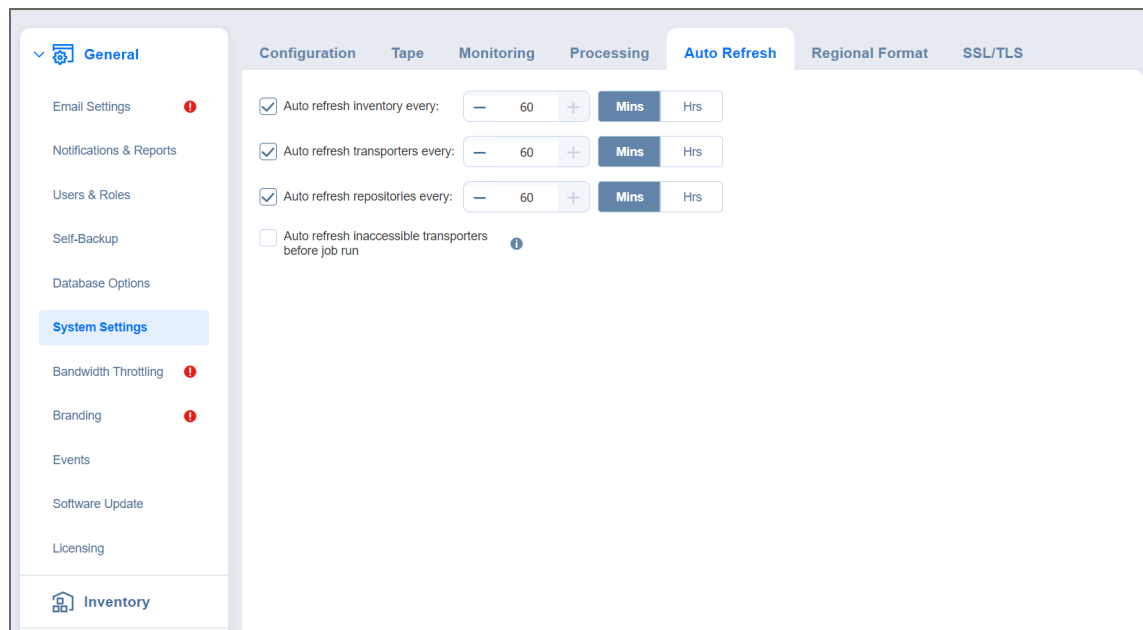 General
Email Settings
Notifications & Reports
Users & Roles
Self-Backup
Database Options
System Settings
Bandwidth Throttling
Branding
Events
Software Update
Licensing
Inventory
Configuration Tape Monitoring Processing Auto Refresh Regional Format SSL/TLS
Auto refresh inventory every: 60 Mins Hrs
Auto refresh transporters every: 60 Mins Hrs
Auto refresh repositories every: 60 Mins Hrs
Auto refresh inaccessible transporters
before job run